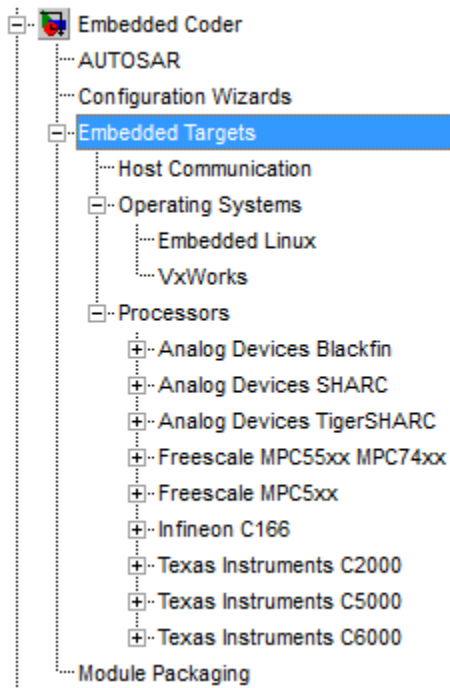 Embedded Coder
AUTOSAR
Configuration Wizards
Embedded Targets
Host Communication
Operating Systems
Embedded Linux
VxWorks
Processors
Analog Devices Blackfin
Analog Devices SHARC
Analog Devices TigerSHARC
Freescale MPC55xx MPC74xx
Freescale MPC5xx
Infineon C166
Texas Instruments C2000
Texas Instruments C5000
Texas Instruments C6000
Module Packaging